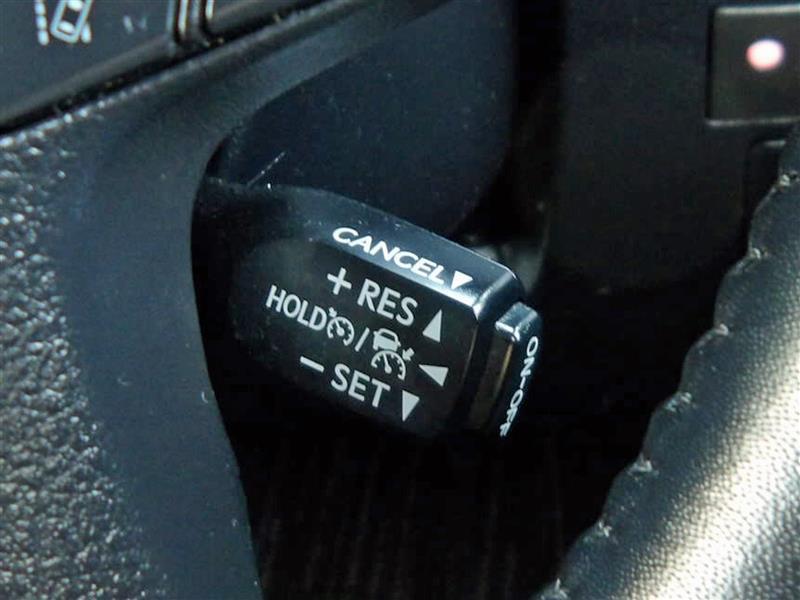 CANCEL▼
+ RES ▲
HOLD / ◀
− SET ▼
ON-OFF